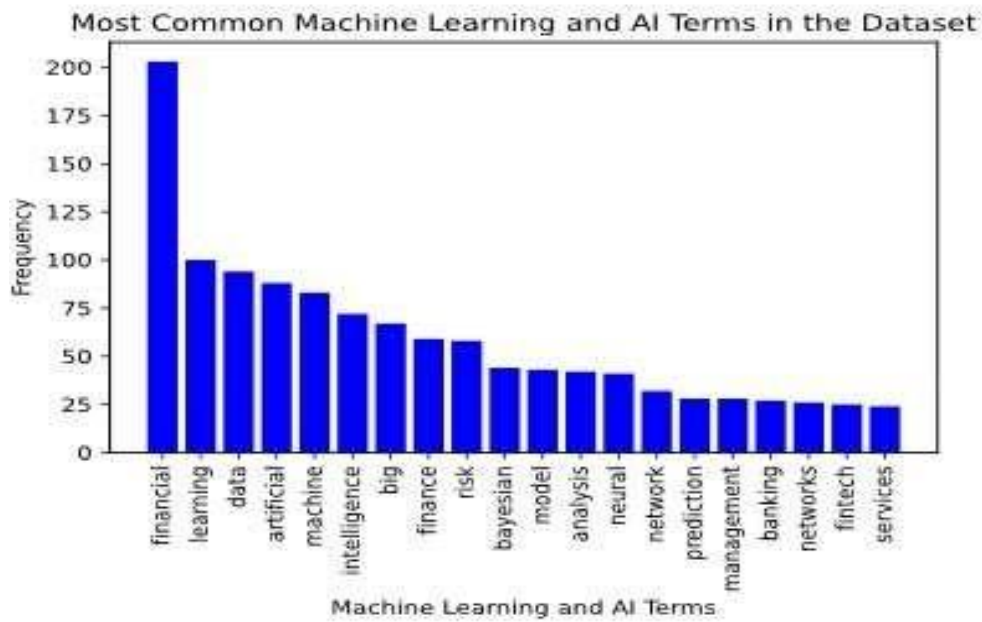 Most Common Machine Learning and AI Terms in the Dataset
200
175
150
125
100
75
50
25
0
Frequency
financial
learning
data
artificial
machine
intelligence
big
finance
risk
bayesian
model
analysis
neural
network
prediction
management
banking
networks
fintech
services
Machine Learning and AI Terms